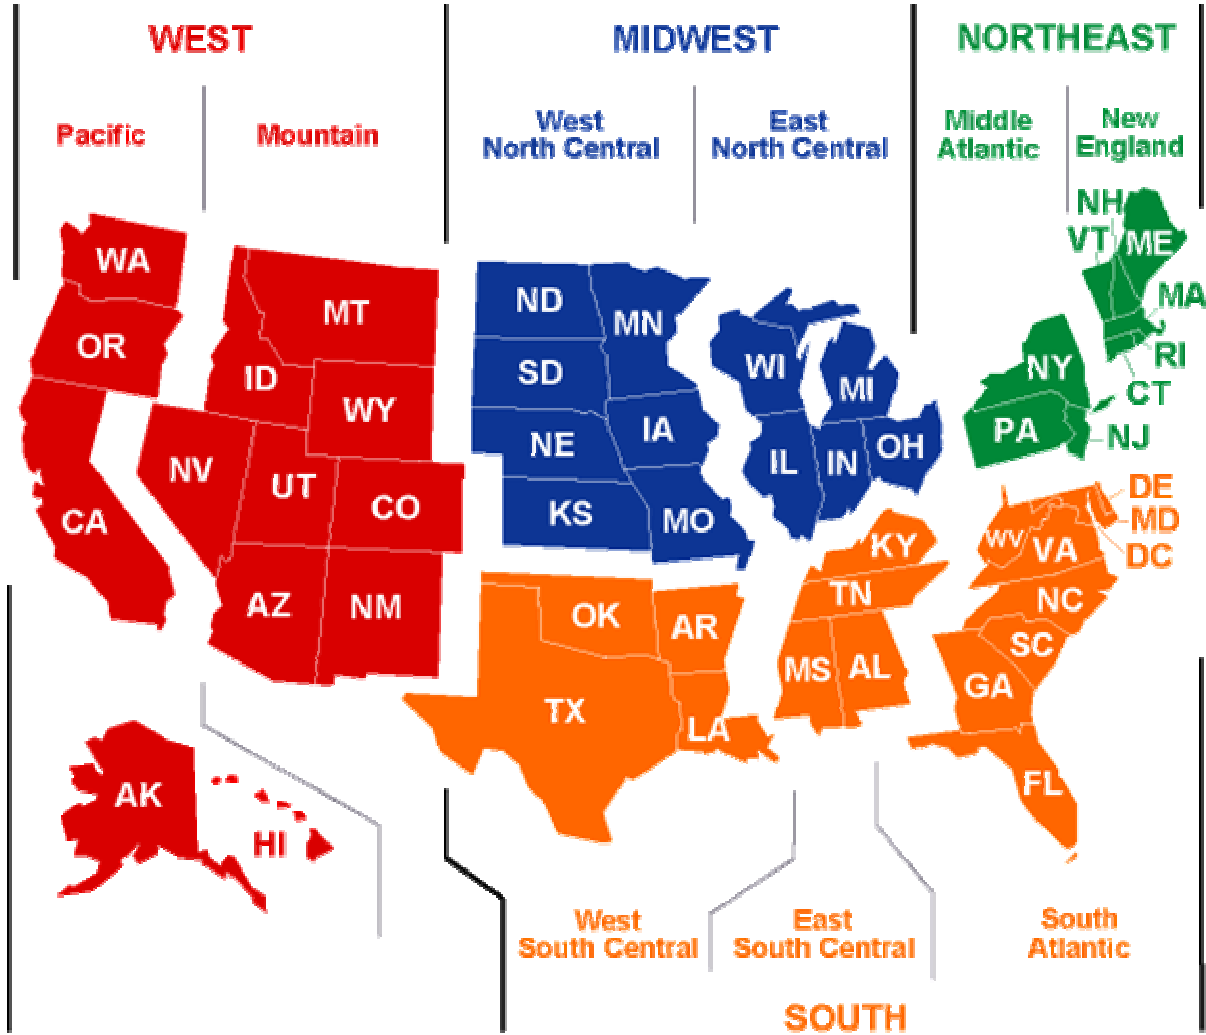 WEST
MIDWEST
NORTHEAST
Pacific
Mountain
West
North Central
East
North Central
Middle
Atlantic
New
England
WA
OR
CA
MT
ID
WY
NV
UT
CO
AZ
NM
AK
HI
ND
MN
SD
IA
NE
KS
MO
WI
MI
IL
IN
OH
NH
VT
ME
MA
RI
CT
NY
PA
NJ
DE
MD
DC
WV
VA
KY
TN
NC
SC
MS
AL
GA
FL
OK
AR
TX
LA
West
South Central
East
South Central
South
Atlantic
SOUTH